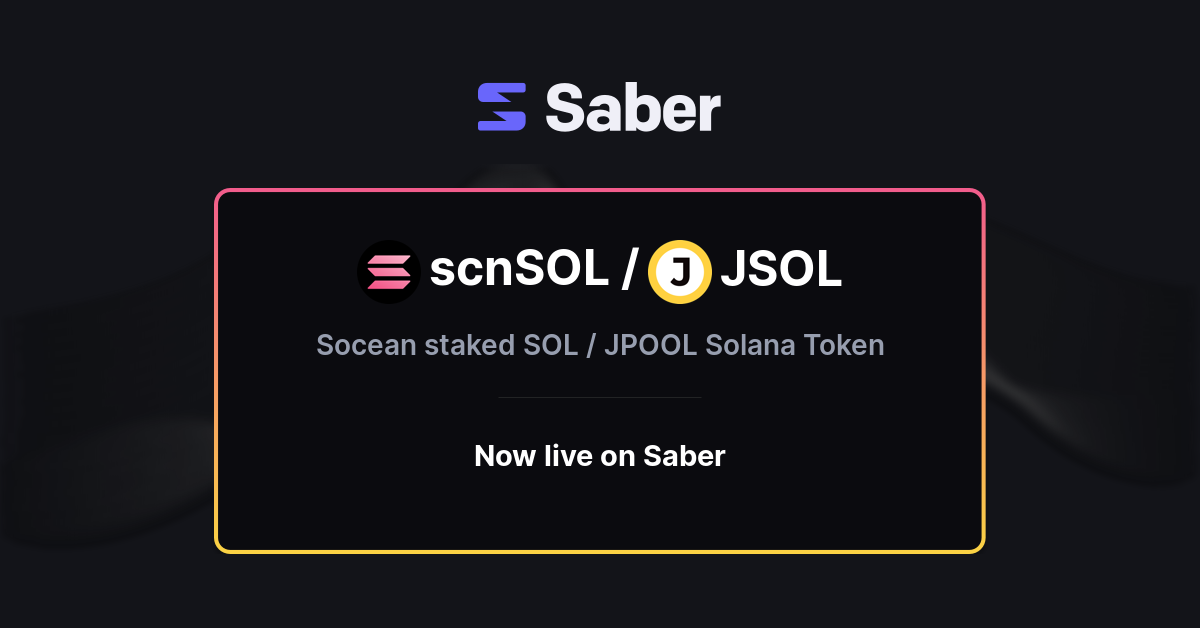 Saber
scnSOL / J JSOL
Socean staked SOL / JPOOL Solana Token
Now live on Saber